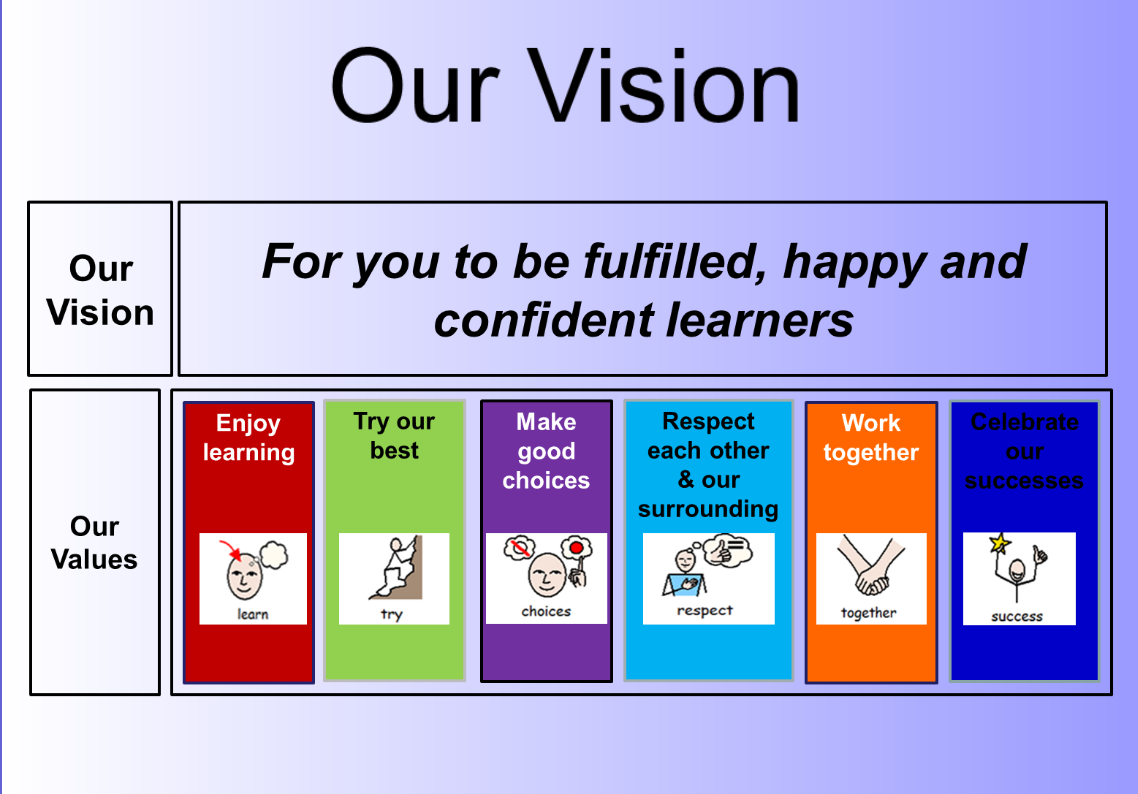 Our Vision
Our
Vision
For you to be fulfilled, happy and
confident learners
Our
Values
Enjoy
learning
learn
Try our
best
try
Make
good
choices
choices
Respect
each other
& our
surrounding
respect
Work
together
together
Celebrate
our
successes
success